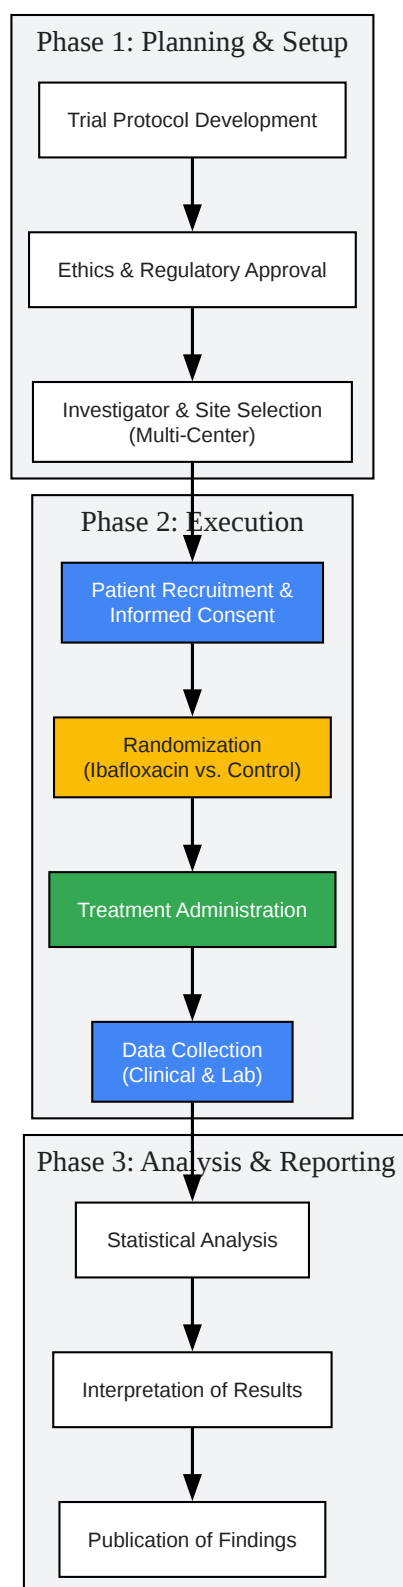 Phase 1: Planning & Setup
Trial Protocol Development
Ethics & Regulatory Approval
Investigator & Site Selection
(Multi-Center)
Phase 2: Execution
Patient Recruitment &
Informed Consent
Randomization
(Ibafloxacin vs. Control)
Treatment Administration
Data Collection
(Clinical & Lab)
Phase 3: Analysis & Reporting
Statistical Analysis
Interpretation of Results
Publication of Findings